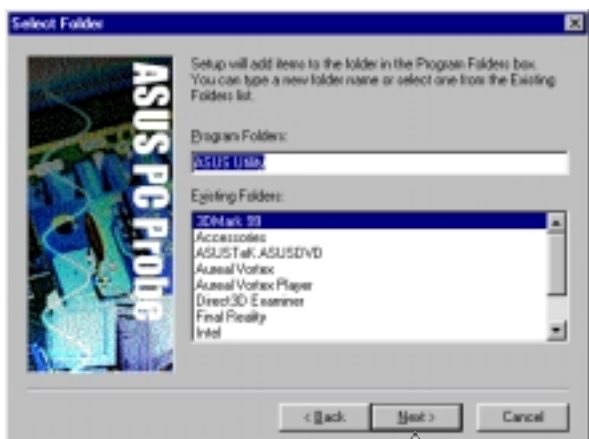 Select Folder
ASUS PC Probe
Setup will add items to the folder in the Program Folders box.
You can type a new folder name or select one from the Existing
Folders list.
Program Folders:
ASUS Utility
Existing Folders:
3DMark 99
Accessories
ASUSTeK ASUSDVD
Aureal Vortex
Aureal Vortex Player
Direct3D Examiner
Final Reality
Intel
< Back
Next >
Cancel